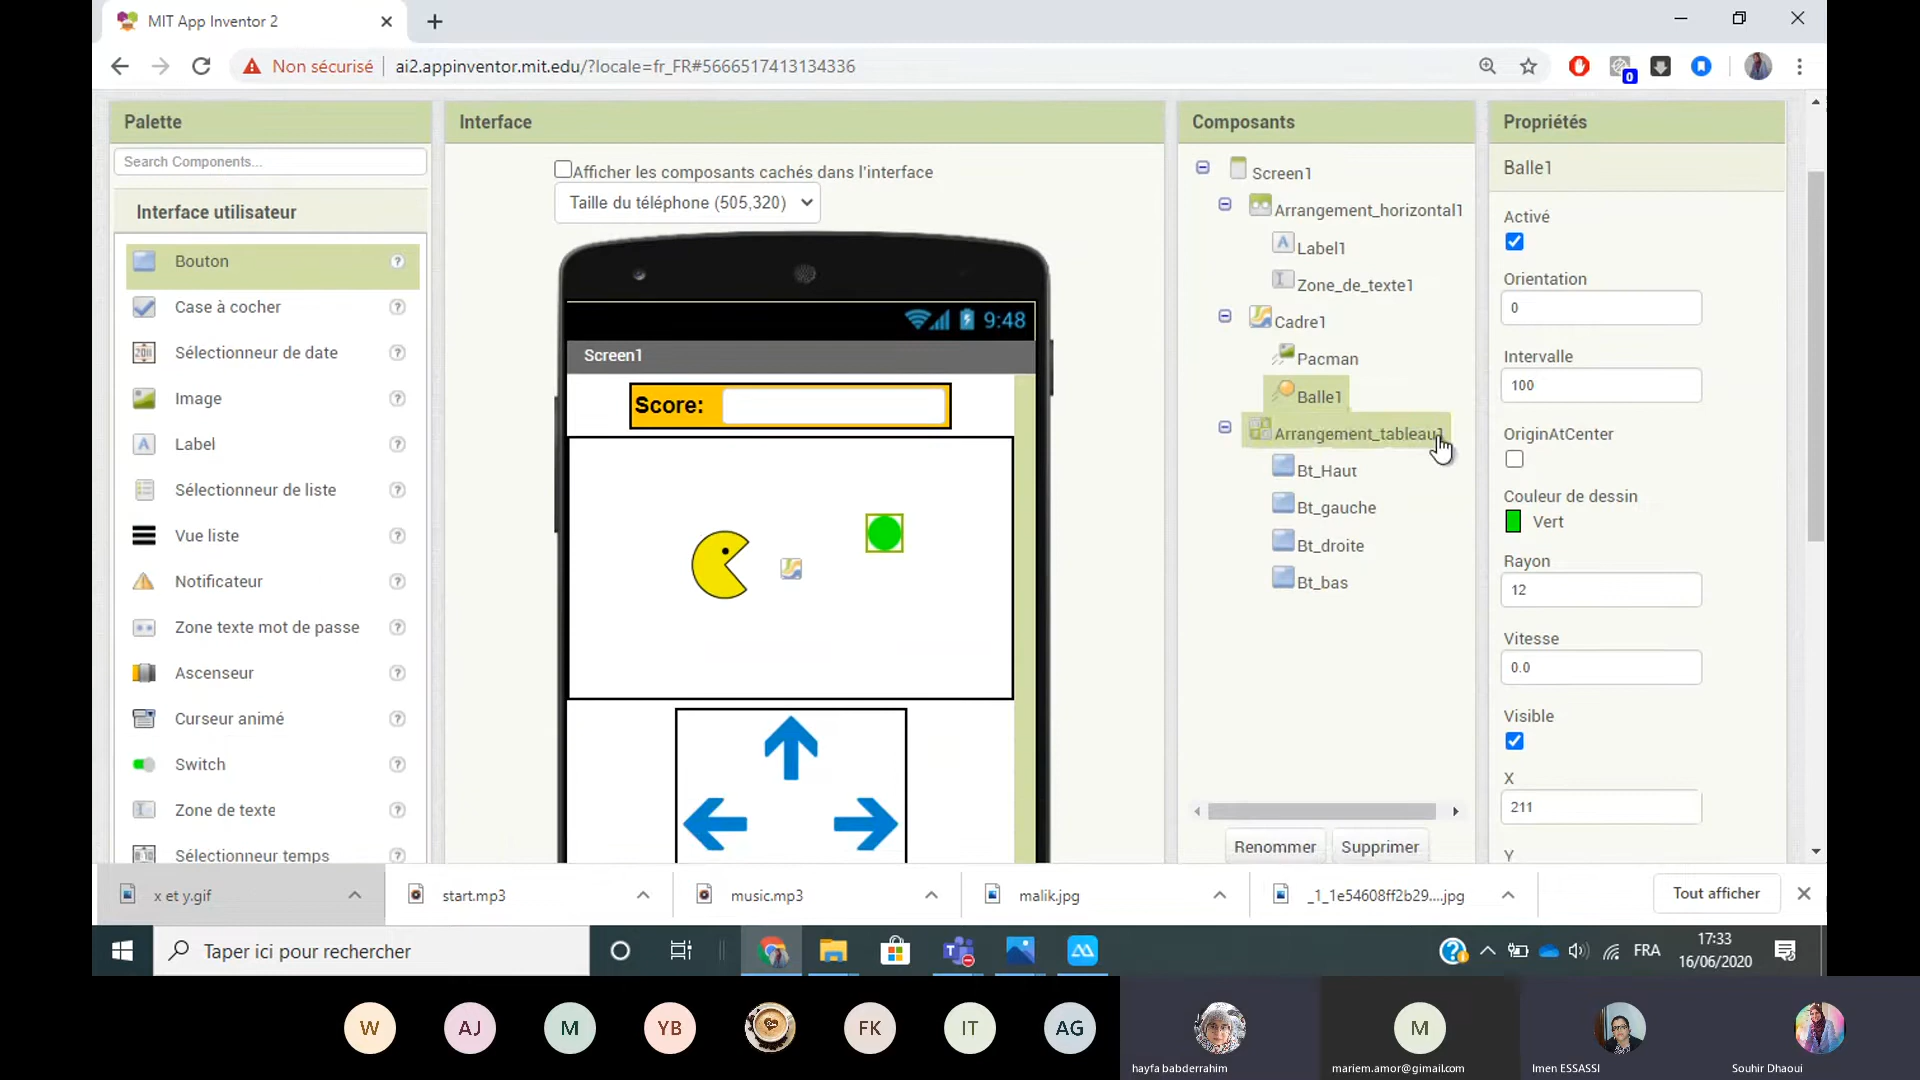 MIT App Inventor 2
Non sécurisé
ai2.appinventor.mit.edu/?locale=fr_FR#5666517413134336
0
Palette
Search Components...
Interface utilisateur
Bouton
Case à cocher
Sélectionneur de date
Image
Label
Sélectionneur de liste
Vue liste
Notificateur
Zone texte mot de passe
Ascenseur
Curseur animé
Switch
Zone de texte
Sélectionneur temps
Interface
Afficher les composants cachés dans l'interface
Taille du téléphone (505,320)
9:48
Screen1
Score:
Composants
Screen1
Arrangement_horizontal1
Label1
Zone_de_texte1
Cadre1
Pacman
Balle1
Arrangement_tableau1
Bt_Haut
Bt_gauche
Bt_droite
Bt_bas
Renommer
Supprimer
Propriétés
Balle1
Activé
Orientation
0
Intervalle
100
OriginAtCenter
Couleur de dessin
Vert
Rayon
12
Vitesse
0.0
Visible
X
211
Y
x et y.gif
start.mp3
music.mp3
malik.jpg
_1_1e54608ff2b29....jpg
Tout afficher
Taper ici pour rechercher
FRA
17:33
16/06/2020
W
AJ
M
YB
FK
IT
AG
M
hayfa babderrahim
mariem.amor@gimail.com
Imen ESSASSI
Souhir Dhaoui